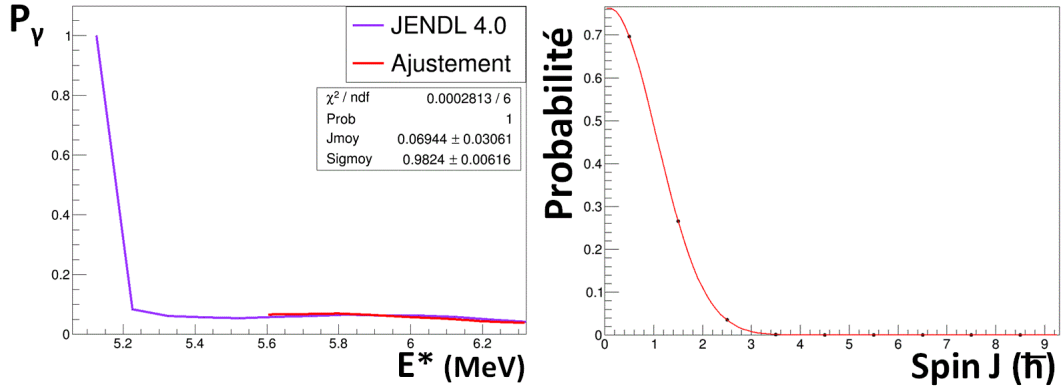 Pγ
JENDL 4.0
Ajustement
χ² / ndf 0.0002813 / 6
Prob 1
Jmoy 0.06944 ± 0.03061
Sigmoy 0.9824 ± 0.00616
1
0.8
0.6
0.4
0.2
0
5.2 5.4 5.6 5.8 6 6.2
E* (MeV)
Probabilité
0.7
0.6
0.5
0.4
0.3
0.2
0.1
0
0 1 2 3 4 5 6 7 8 9
Spin J (ħ)